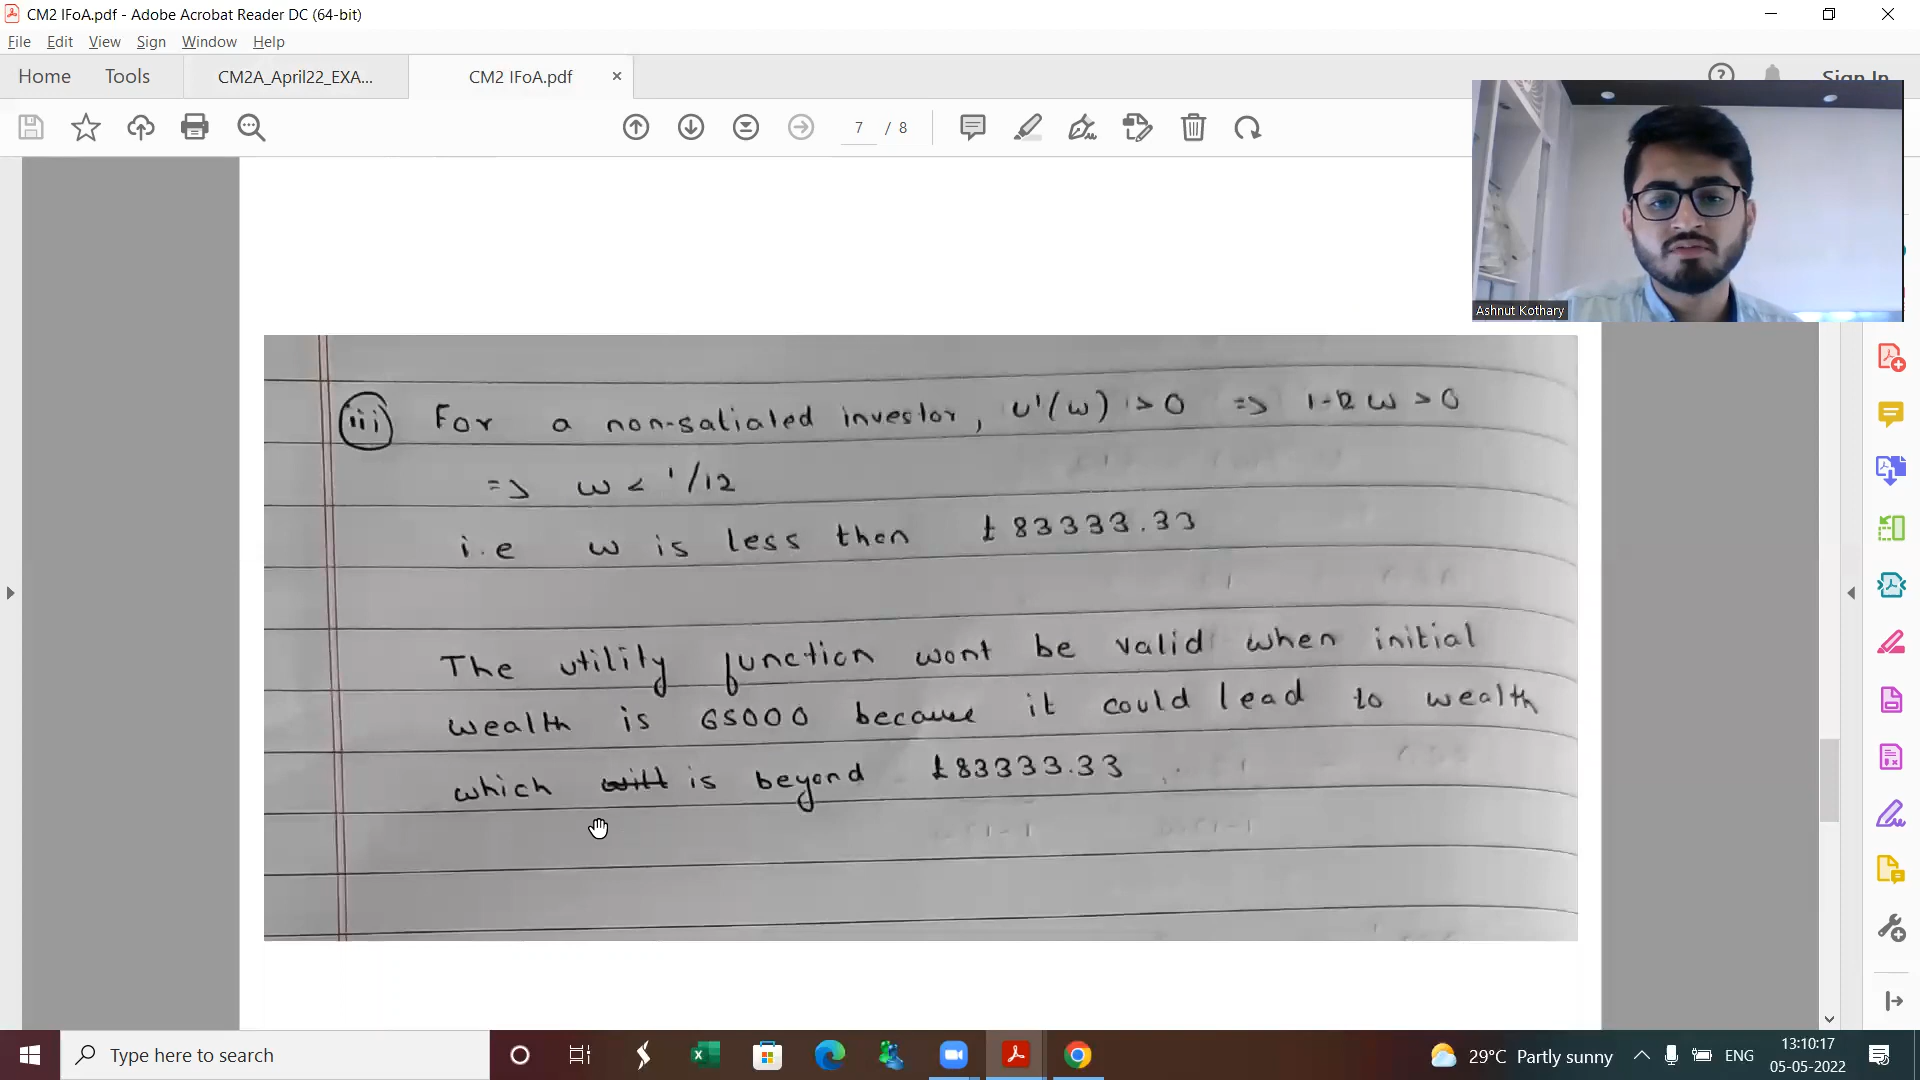 CM2 IFoA.pdf - Adobe Acrobat Reader DC (64-bit)
File Edit View Sign Window Help
Home Tools CM2A_April22_EXA... CM2 IFoA.pdf × Sign In
7 / 8
Ashnut Kothary
iii) For a non-satiated investor, U'(w) > 0 => 1-12w > 0
=> w < 1/12
i.e w is less then £83333.33
The utility function wont be valid when initial
wealth is 65000 because it could lead to wealth
which will is beyond £83333.33
Type here to search
29°C Partly sunny
ENG
13:10:17
05-05-2022